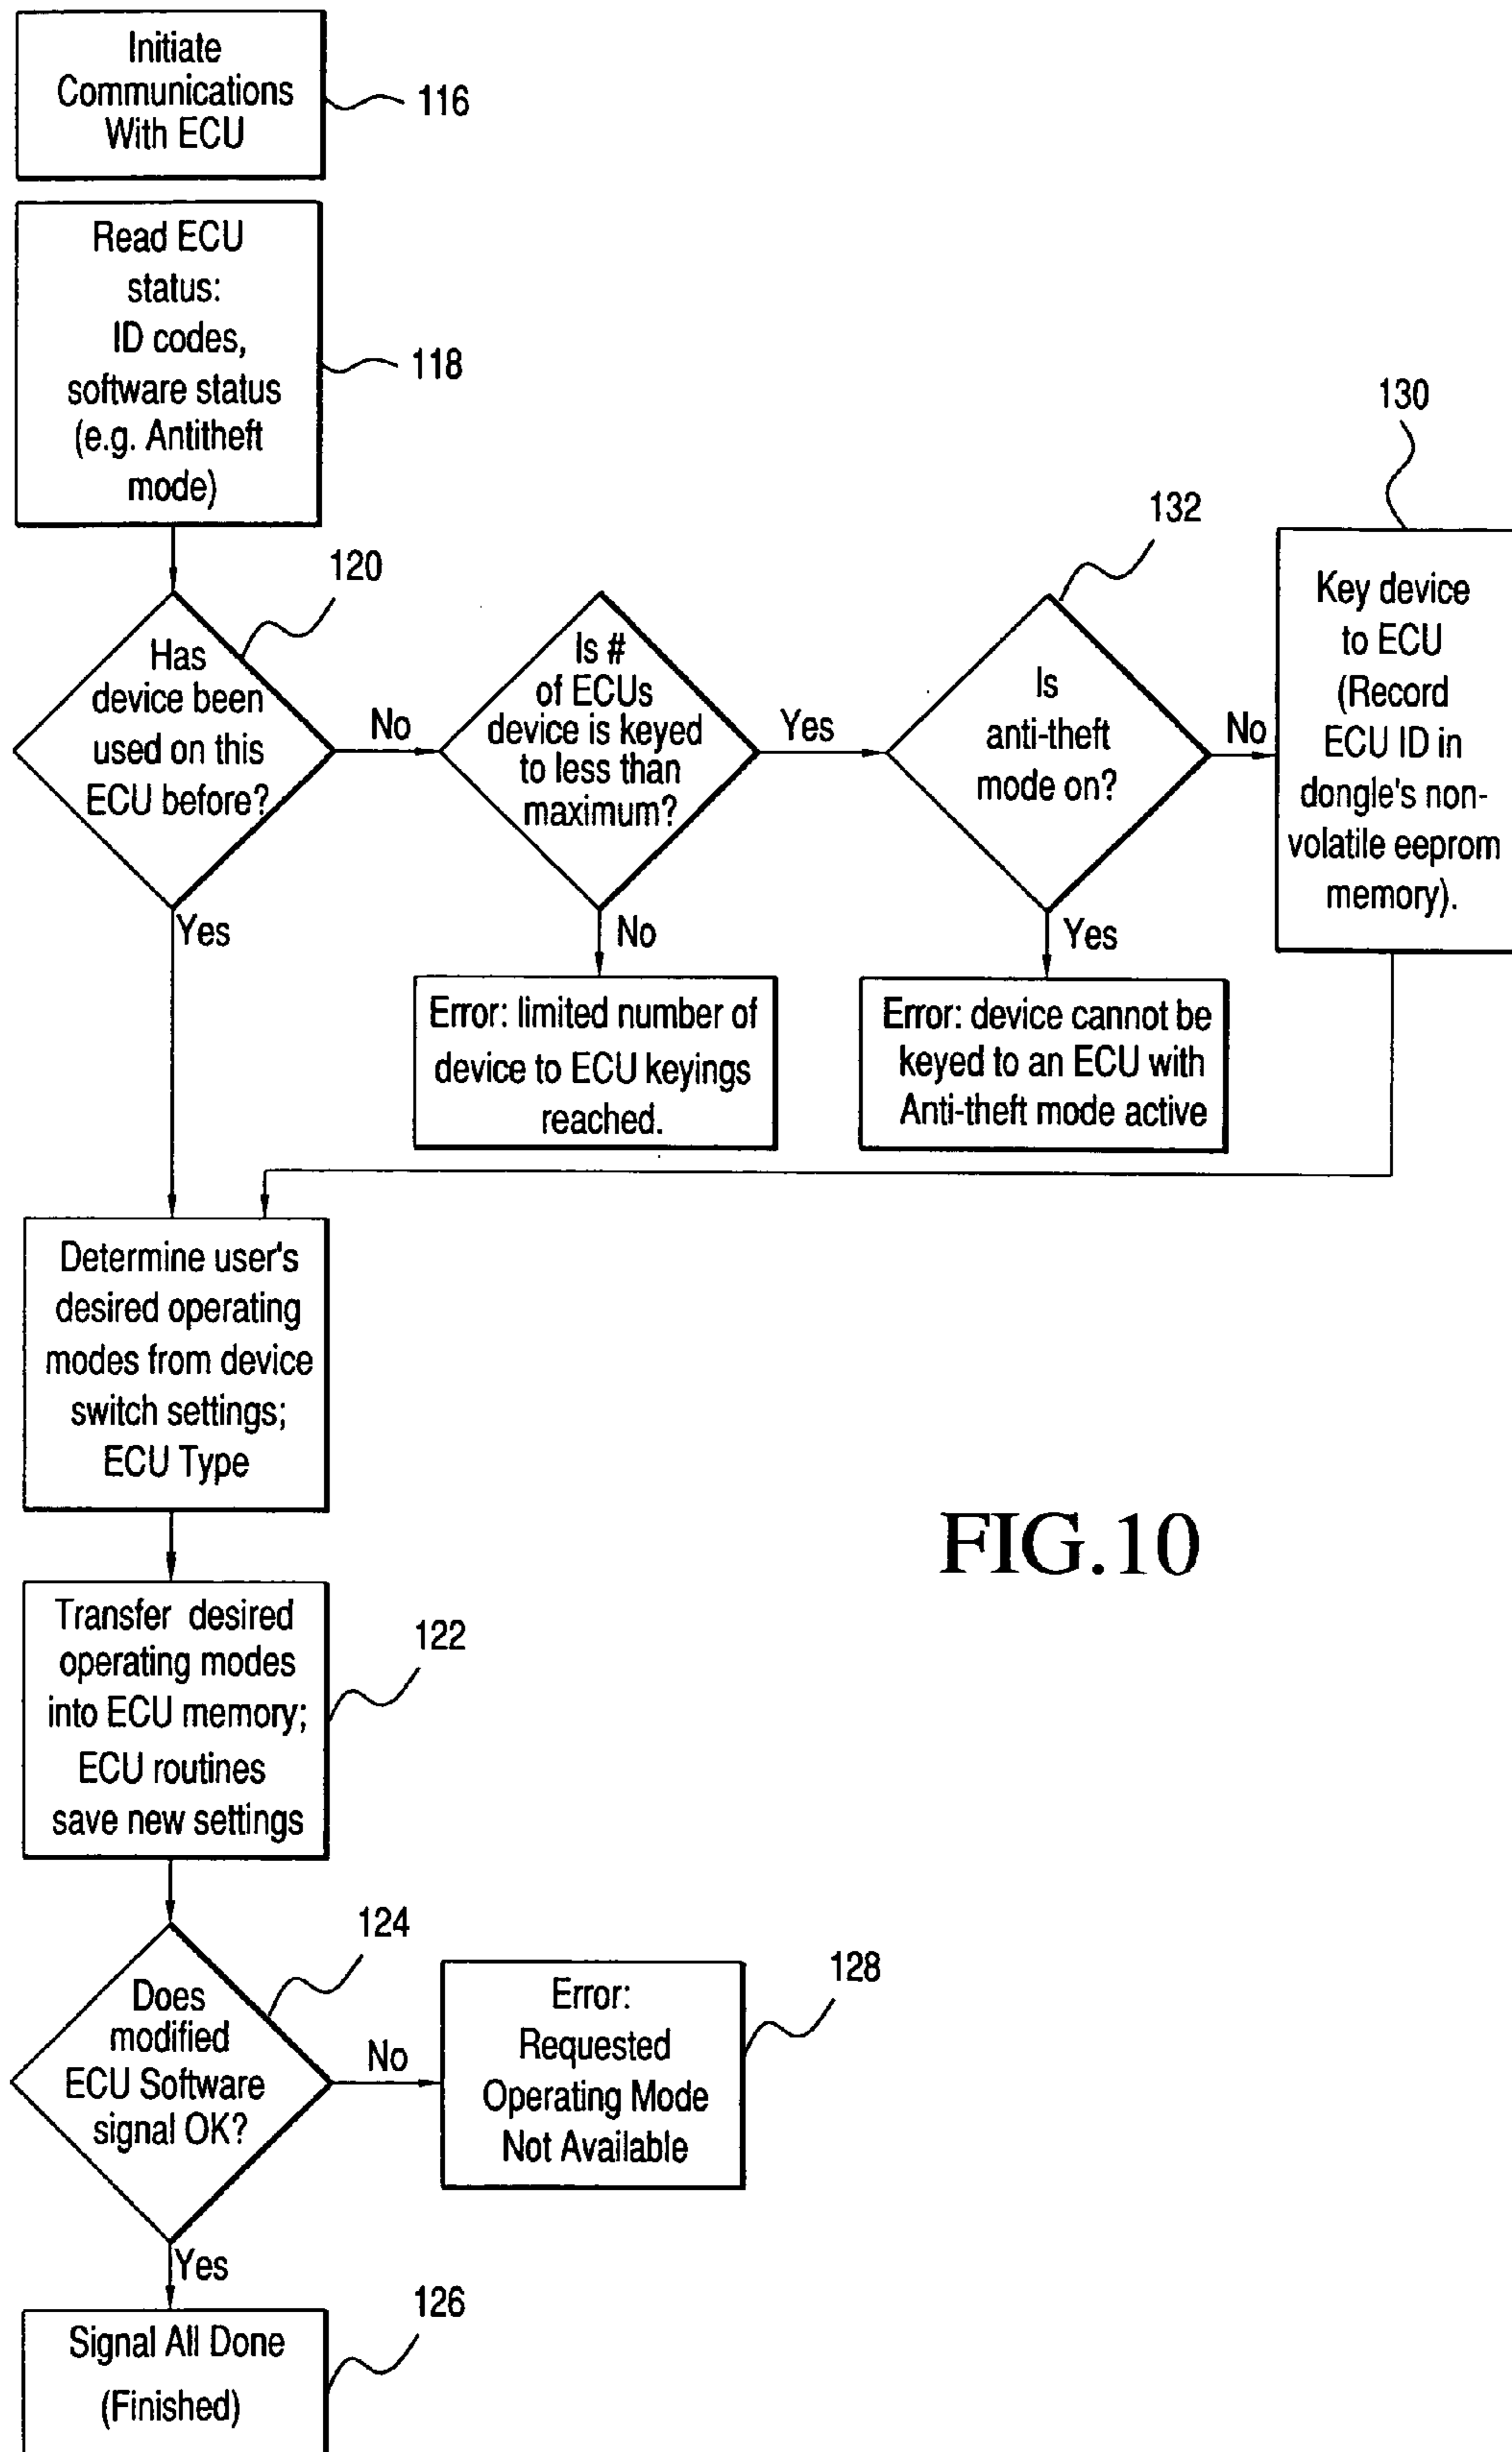 Initiate
Communications
With ECU
116
Read ECU
status:
ID codes,
software status
(e.g. Antitheft
mode)
118
120
Has
device been
used on this
ECU before?
No
Yes
Is #
of ECUs
device is keyed
to less than
maximum?
Yes
No
132
Is
anti-theft
mode on?
No
Yes
130
Key device
to ECU
(Record
ECU ID in
dongle's non-
volatile eeprom
memory).
Error: limited number of
device to ECU keyings
reached.
Error: device cannot be
keyed to an ECU with
Anti-theft mode active
Determine user's
desired operating
modes from device
switch settings;
ECU Type
FIG.10
Transfer desired
operating modes
into ECU memory;
ECU routines
save new settings
122
124
Does
modified
ECU Software
signal OK?
No
Yes
Error:
Requested
Operating Mode
Not Available
128
Signal All Done
(Finished)
126